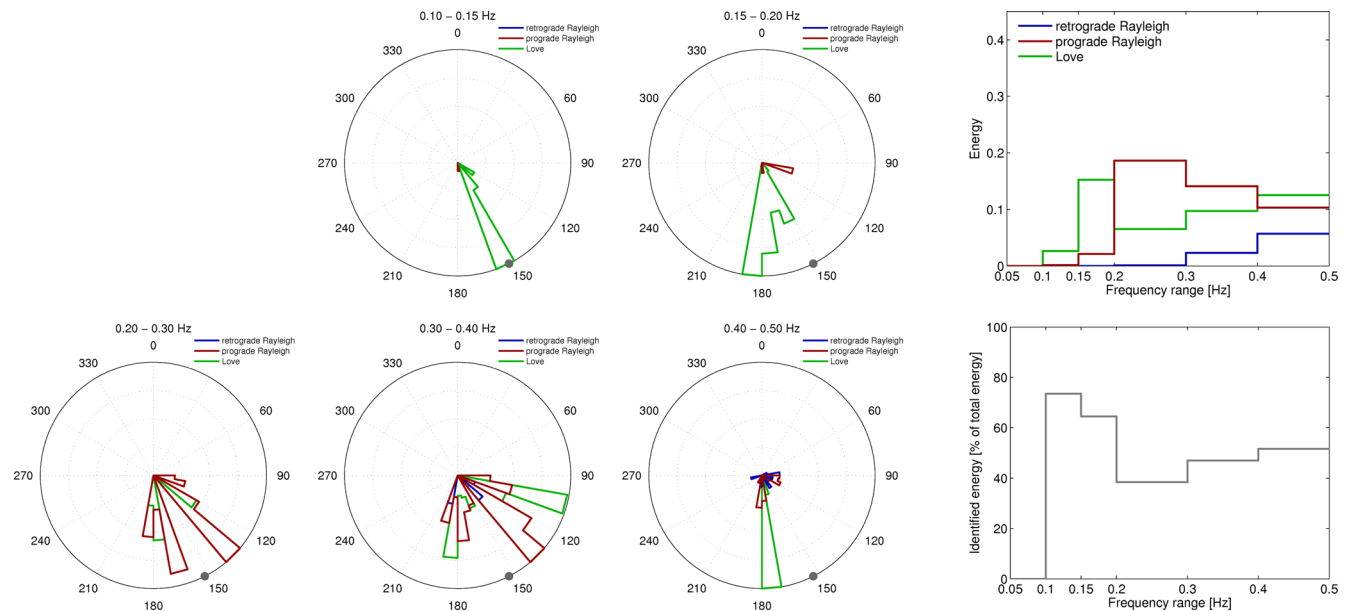 0.10 – 0.15 Hz
0
retrograde Rayleigh
prograde Rayleigh
Love
330
300
60
270
90
240
120
210
150
180
0.15 – 0.20 Hz
0
retrograde Rayleigh
prograde Rayleigh
Love
330
300
60
270
90
240
120
210
150
180
retrograde Rayleigh
prograde Rayleigh
Love
Energy
0.4
0.3
0.2
0.1
0
0.05 0.1 0.15 0.2 0.3 0.4 0.5
Frequency range [Hz]
0.20 – 0.30 Hz
0
retrograde Rayleigh
prograde Rayleigh
Love
330
300
60
270
90
240
120
210
150
180
0.30 – 0.40 Hz
0
retrograde Rayleigh
prograde Rayleigh
Love
330
300
60
270
90
240
120
210
150
180
0.40 – 0.50 Hz
0
retrograde Rayleigh
prograde Rayleigh
Love
330
300
60
270
90
240
120
210
150
180
Identified energy [% of total energy]
100
80
60
40
20
0
0.05 0.1 0.15 0.2 0.3 0.4 0.5
Frequency range [Hz]